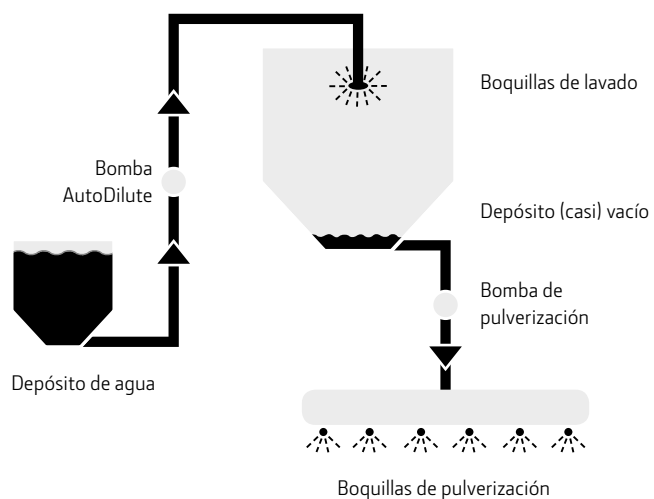 Boquillas de lavado
Bomba
AutoDilute
Depósito (casi) vacío
Bomba de
pulverización
Depósito de agua
Boquillas de pulverización